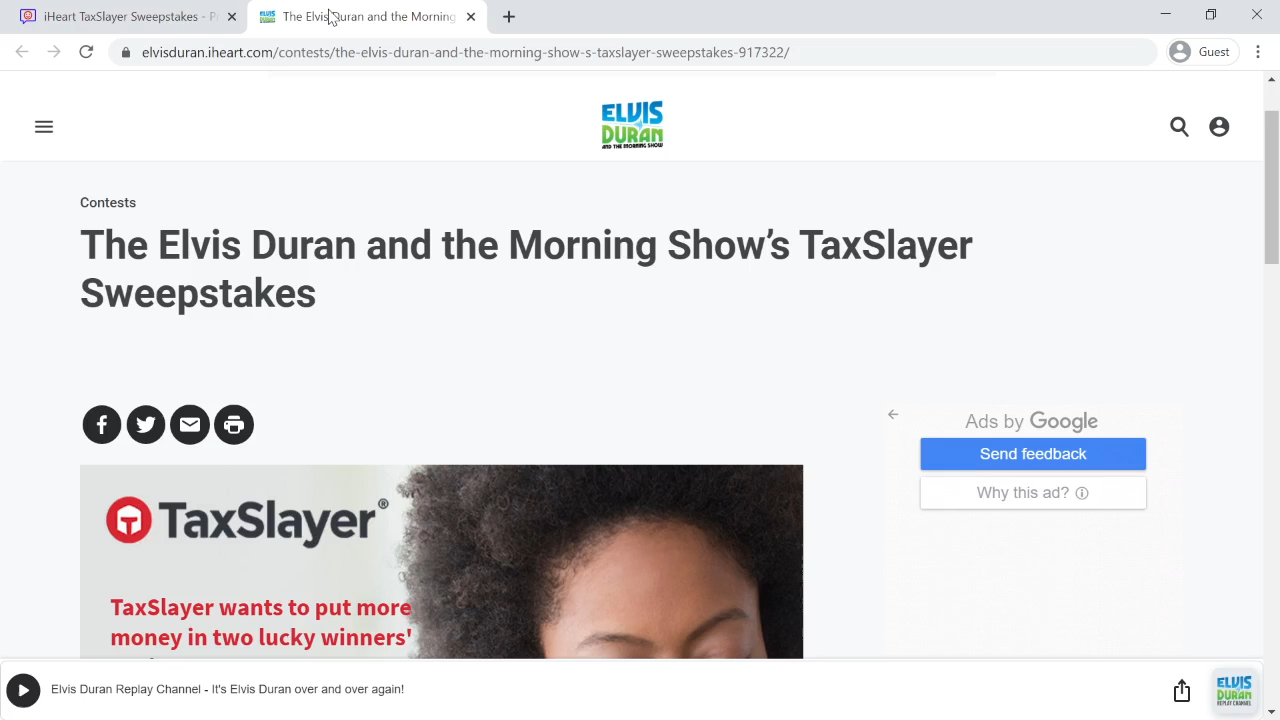 iHeart TaxSlayer Sweepstakes - P
The Elvis Duran and the Morning
elvisduran.iheart.com/contests/the-elvis-duran-and-the-morning-show-s-taxslayer-sweepstakes-917322/
Guest
ELVIS
DURAN
AND THE MORNING SHOW
Contests
The Elvis Duran and the Morning Show’s TaxSlayer
Sweepstakes
Ads by Google
Send feedback
Why this ad?
TaxSlayer®
TaxSlayer wants to put more
money in two lucky winners'
Elvis Duran Replay Channel - It's Elvis Duran over and over again!
ELVIS
DURAN
REPLAY CHANNEL